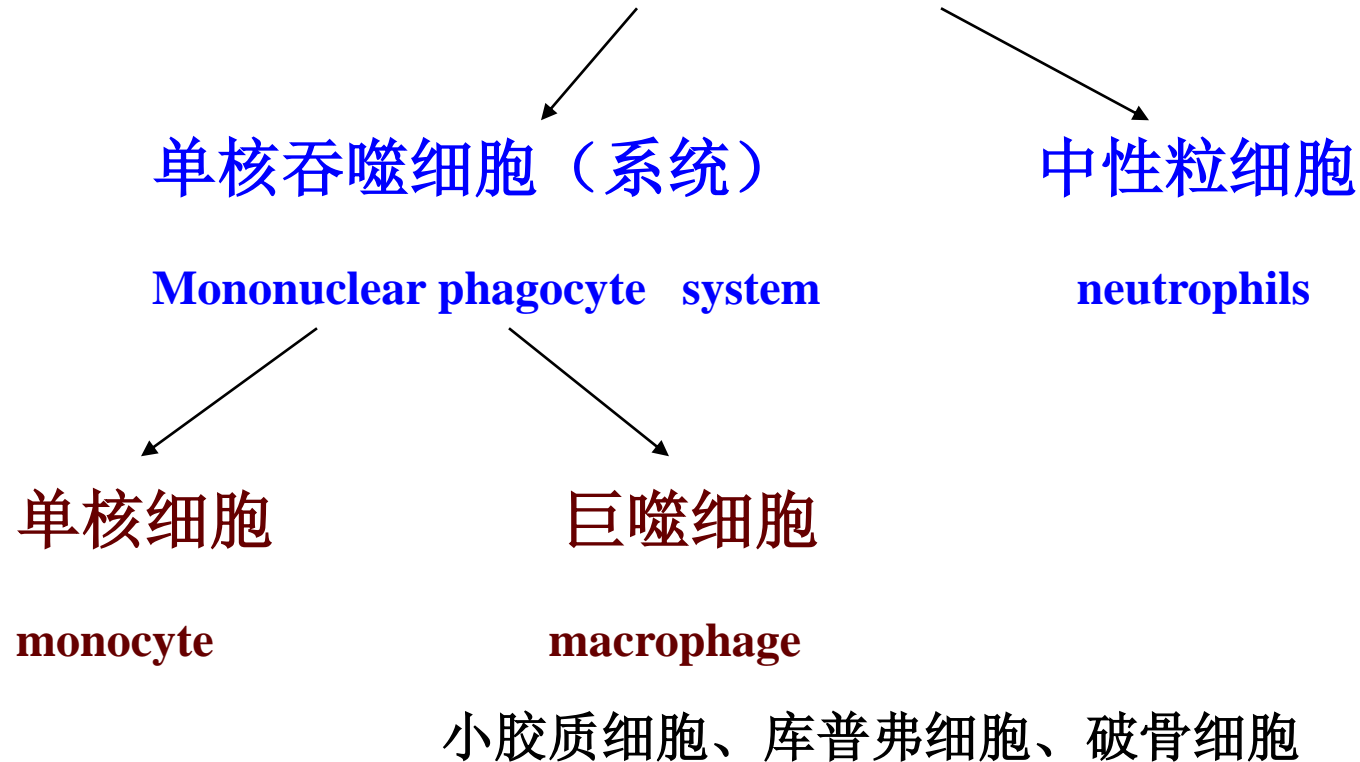 单核吞噬细胞（系统） 中性粒细胞
Mononuclear phagocyte system neutrophils
单核细胞 巨噬细胞
monocyte macrophage
小胶质细胞、库普弗细胞、破骨细胞